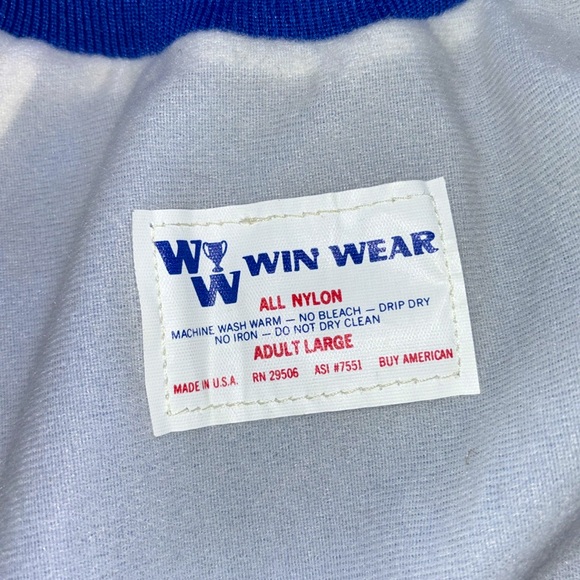 WW WIN WEAR
ALL NYLON
MACHINE WASH WARM — NO BLEACH — DRIP DRY
NO IRON — DO NOT DRY CLEAN
ADULT LARGE
MADE IN U.S.A. RN 29506 ASI #7551 BUY AMERICAN